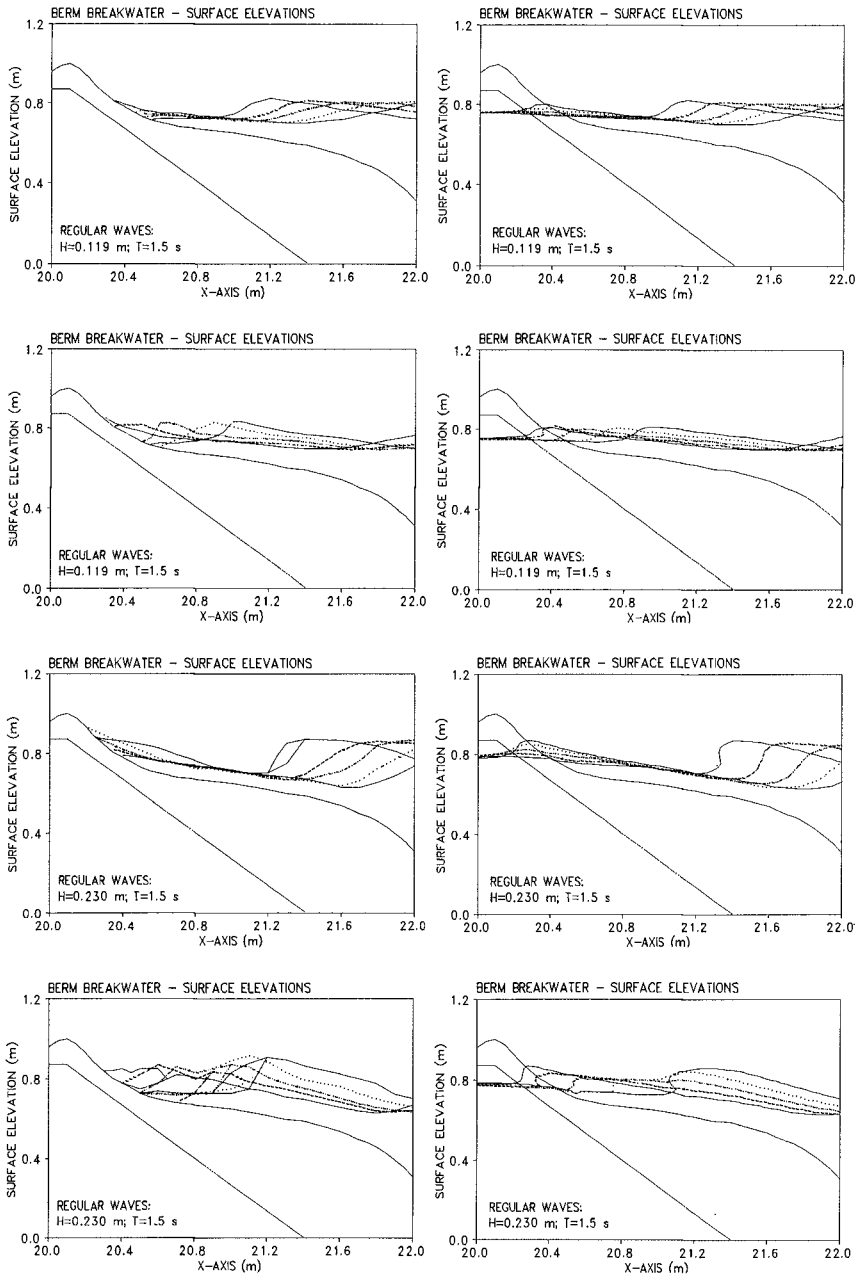 BERM BREAKWATER - SURFACE ELEVATIONS
SURFACE ELEVATION (m)
1.2
0.8
0.4
0.0
REGULAR WAVES:
H=0.119 m; T=1.5 s
20.0 20.4 20.8 21.2 21.6 22.0
X-AXIS (m)
BERM BREAKWATER - SURFACE ELEVATIONS
SURFACE ELEVATION (m)
1.2
0.8
0.4
0.0
REGULAR WAVES:
H=0.119 m; T=1.5 s
20.0 20.4 20.8 21.2 21.6 22.0
X-AXIS (m)
BERM BREAKWATER - SURFACE ELEVATIONS
SURFACE ELEVATION (m)
1.2
0.8
0.4
0.0
REGULAR WAVES:
H=0.119 m; T=1.5 s
20.0 20.4 20.8 21.2 21.6 22.0
X-AXIS (m)
BERM BREAKWATER - SURFACE ELEVATIONS
SURFACE ELEVATION (m)
1.2
0.8
0.4
0.0
REGULAR WAVES:
H=0.119 m; T=1.5 s
20.0 20.4 20.8 21.2 21.6 22.0
X-AXIS (m)
BERM BREAKWATER - SURFACE ELEVATIONS
SURFACE ELEVATION (m)
1.2
0.8
0.4
0.0
REGULAR WAVES:
H=0.230 m; T=1.5 s
20.0 20.4 20.8 21.2 21.6 22.0
X-AXIS (m)
BERM BREAKWATER - SURFACE ELEVATIONS
SURFACE ELEVATION (m)
1.2
0.8
0.4
0.0
REGULAR WAVES:
H=0.230 m; T=1.5 s
20.0 20.4 20.8 21.2 21.6 22.0
X-AXIS (m)
BERM BREAKWATER - SURFACE ELEVATIONS
SURFACE ELEVATION (m)
1.2
0.8
0.4
0.0
REGULAR WAVES:
H=0.230 m; T=1.5 s
20.0 20.4 20.8 21.2 21.6 22.0
X-AXIS (m)
BERM BREAKWATER - SURFACE ELEVATIONS
SURFACE ELEVATION (m)
1.2
0.8
0.4
0.0
REGULAR WAVES:
H=0.230 m; T=1.5 s
20.0 20.4 20.8 21.2 21.6 22.0
X-AXIS (m)